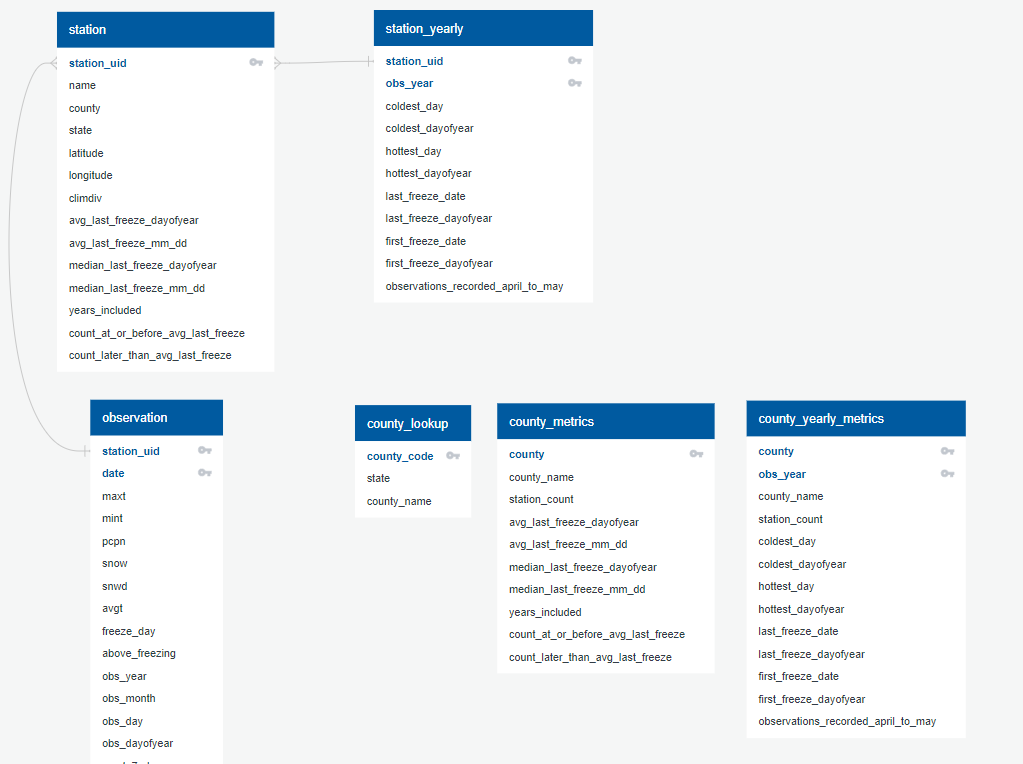 station
station_uid
name
county
state
latitude
longitude
climdiv
avg_last_freeze_dayofyear
avg_last_freeze_mm_dd
median_last_freeze_dayofyear
median_last_freeze_mm_dd
years_included
count_at_or_before_avg_last_freeze
count_later_than_avg_last_freeze
station_yearly
station_uid
obs_year
coldest_day
coldest_dayofyear
hottest_day
hottest_dayofyear
last_freeze_date
last_freeze_dayofyear
first_freeze_date
first_freeze_dayofyear
observations_recorded_april_to_may
observation
station_uid
date
maxt
mint
pcpn
snow
snwd
avgt
freeze_day
above_freezing
obs_year
obs_month
obs_day
obs_dayofyear
county_lookup
county_code
state
county_name
county_metrics
county
county_name
station_count
avg_last_freeze_dayofyear
avg_last_freeze_mm_dd
median_last_freeze_dayofyear
median_last_freeze_mm_dd
years_included
count_at_or_before_avg_last_freeze
count_later_than_avg_last_freeze
county_yearly_metrics
county
obs_year
county_name
station_count
coldest_day
coldest_dayofyear
hottest_day
hottest_dayofyear
last_freeze_date
last_freeze_dayofyear
first_freeze_date
first_freeze_dayofyear
observations_recorded_april_to_may